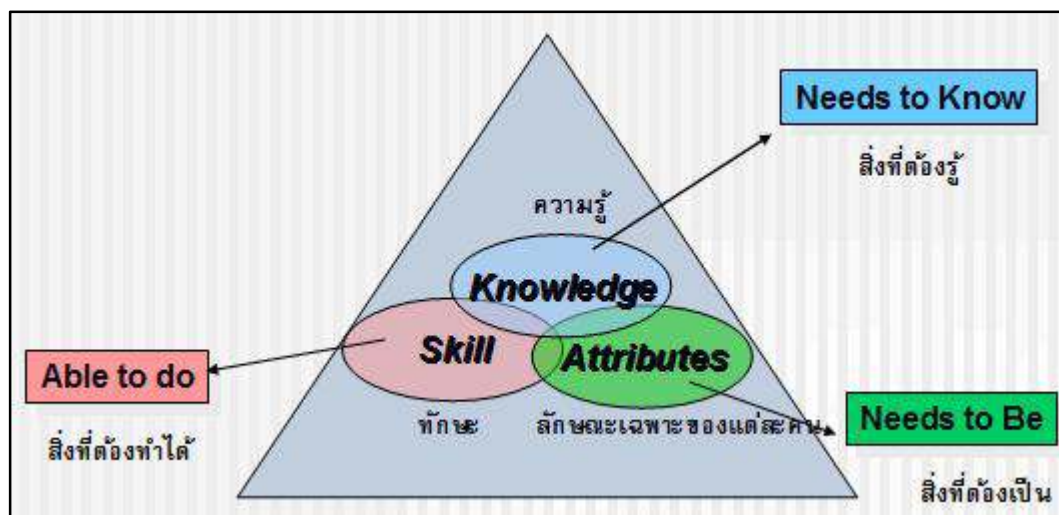 Needs to Know
สิ่งที่ต้องรู้
ความรู้
Knowledge
Skill
Attributes
Able to do
สิ่งที่ต้องทำได้
ทักษะ
ลักษณะเฉพาะของแต่ละคน
Needs to Be
สิ่งที่ต้องเป็น